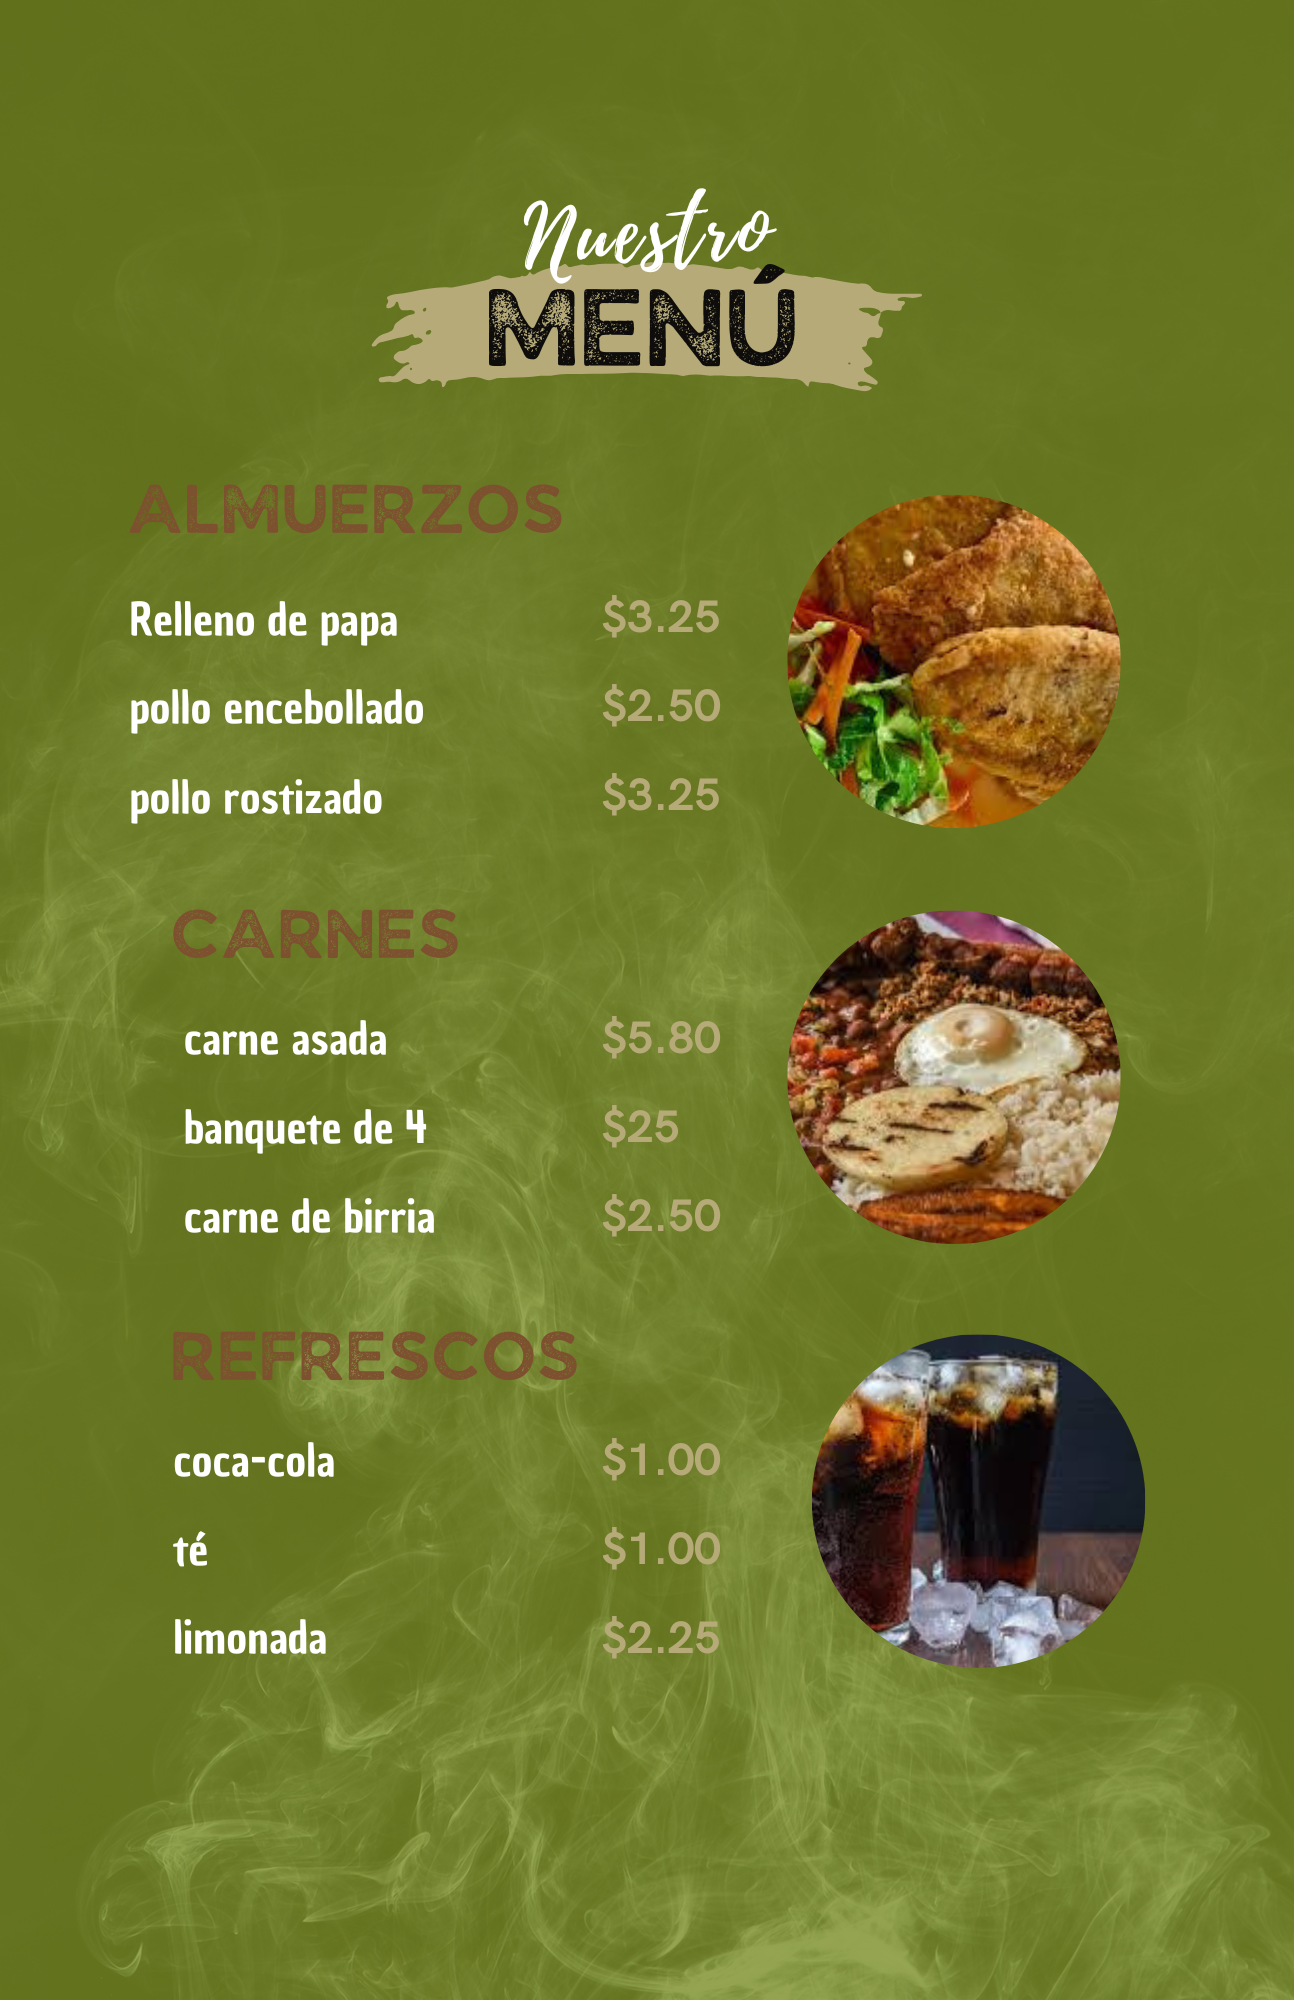 Nuestro
MENÚ
ALMUERZOS
Relleno de papa $3.25
pollo encebollado $2.50
pollo rostizado $3.25
CARNES
carne asada $5.80
banquete de 4 $25
carne de birria $2.50
REFRESCOS
coca-cola $1.00
té $1.00
limonada $2.25